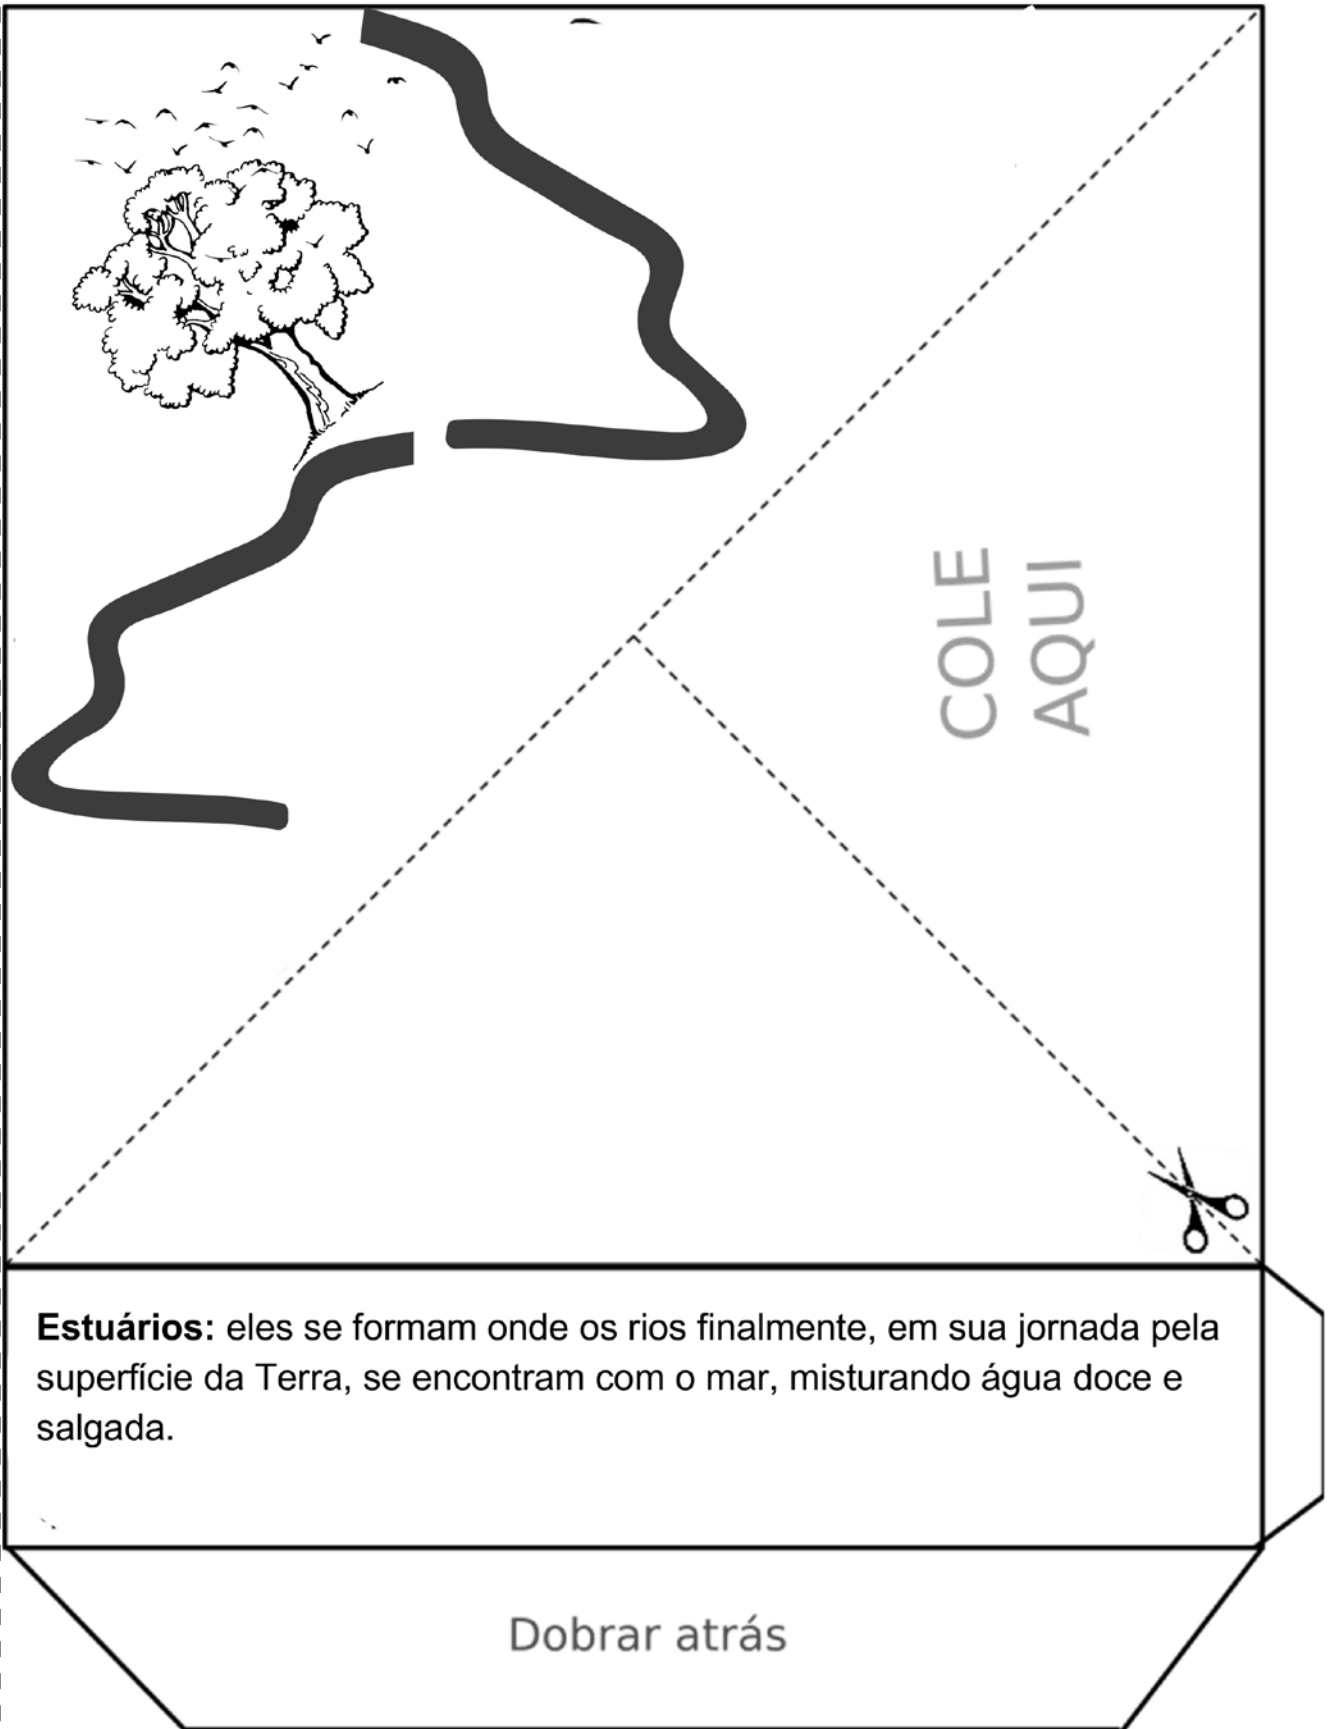 COLE
AQUI
Estuários: eles se formam onde os rios finalmente, em sua jornada pela
superfície da Terra, se encontram com o mar, misturando água doce e
salgada.
Dobrar atrás